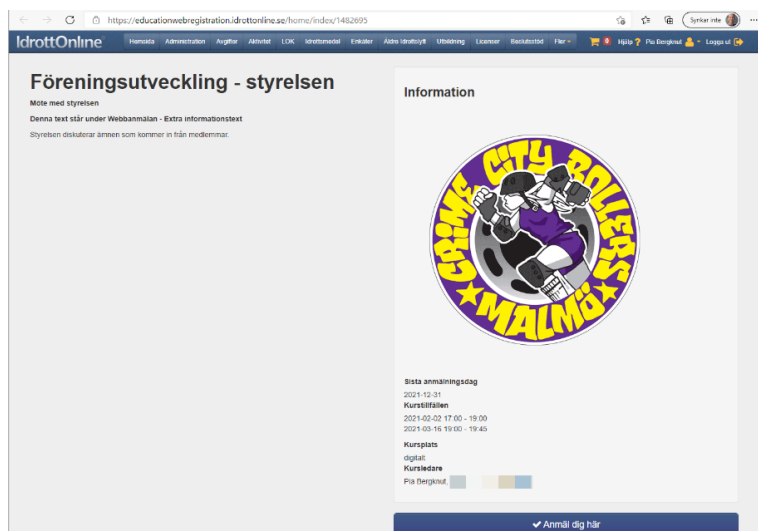 https://educationwebregistration.idrottonline.se/home/index/1482695
Synkar inte
IdrottOnline
Hemsida Administration Avgifter Aktivitet LOK Idrottsmedel Enkäter Äldre Idrottslyft Utbildning Licenser Beslutsstöd Fler
0 Hjälp ? Pia Bergknut Logga ut
Föreningsutveckling - styrelsen
Möte med styrelsen
Denna text står under Webbanmälan - Extra informationstext
Styrelsen diskuterar ämnen som kommer in från medlemmar.
Information
CRIME CITY ROLLERS
MALMÖ
Sista anmälningsdag
2021-12-31
Kurstillfällen
2021-02-02 17:00 - 19:00
2021-03-16 19:00 - 19:45
Kursplats
digitalt
Kursledare
Pia Bergknut,
Anmäl dig här